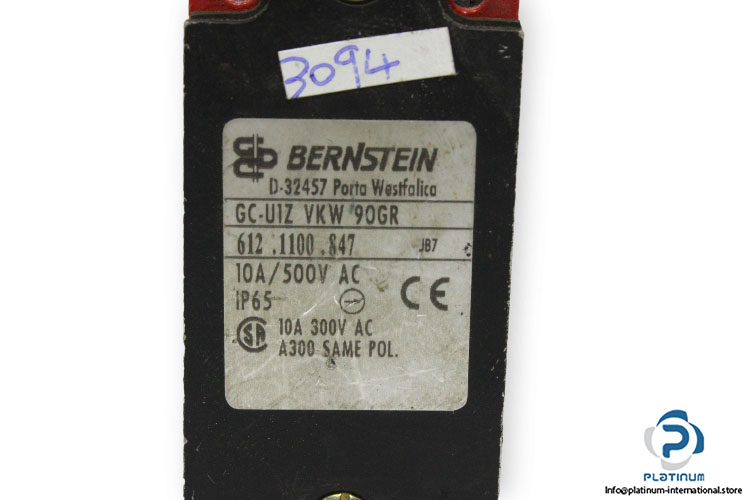 3094
BERNSTEIN
D-32457 Porta Westfalica
GC-U1Z VKW 90GR
612 .1100 .847 JB7
10A/500V AC
IP65 CE
SA 10A 300V AC
A300 SAME POL.
PLATINUM
Info@platinum-international.store